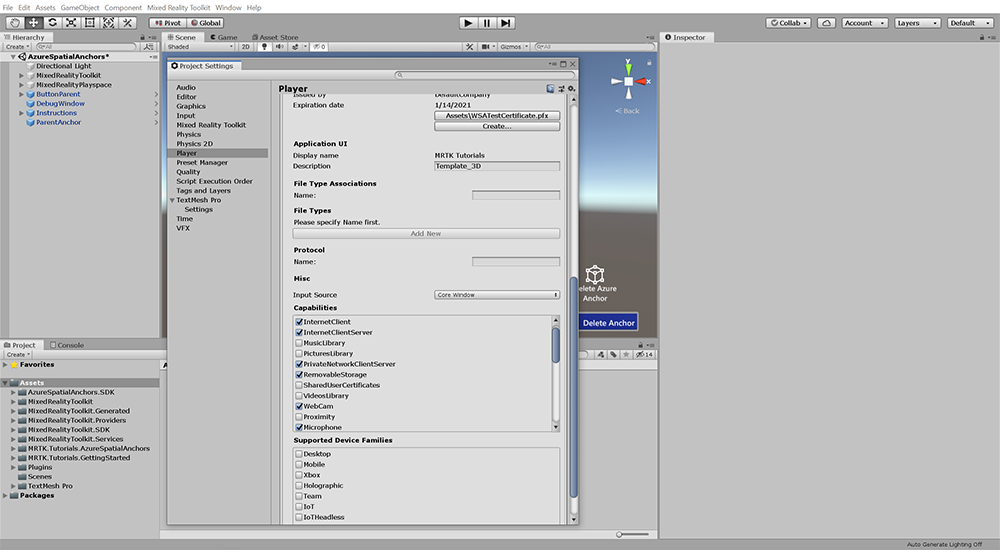 File Edit Assets GameObject Component Mixed Reality Toolkit Window Help
Pivot Global Collab Account Layers Default
Hierarchy
Create All
AzureSpatialAnchors*
Directional Light
MixedRealityToolkit
MixedRealityPlayspace
ButtonParent
DebugWindow
Instructions
ParentAnchor
Scene Game Asset Store
Shaded 2D 0 Gizmos All
Project Settings
Audio
Editor
Graphics
Input
Mixed Reality Toolkit
Physics
Physics 2D
Player
Preset Manager
Quality
Script Execution Order
Tags and Layers
TextMesh Pro
Settings
Time
VFX
Player
Issued by DefaultCompany
Expiration date 1/14/2021
Assets\WSATestCertificate.pfx
Create...
Application UI
Display name MRTK Tutorials
Description Template_3D
File Type Associations
Name:
File Types
Please specify Name first.
Add New
Protocol
Name:
Misc
Input Source Core Window
Capabilities
InternetClient
InternetClientServer
MusicLibrary
PicturesLibrary
PrivateNetworkClientServer
RemovableStorage
SharedUserCertificates
VideosLibrary
WebCam
Proximity
Microphone
Supported Device Families
Desktop
Mobile
Xbox
Holographic
Team
IoT
IoTHeadless
y
x
Back
elete Azure
Anchor
Delete Anchor
Inspector
Project Console
Create
14
Favorites
Assets
A
AzureSpatialAnchors.SDK
MixedRealityToolkit
MixedRealityToolkit.Generated
MixedRealityToolkit.Providers
MixedRealityToolkit.SDK
MixedRealityToolkit.Services
MRTK.Tutorials.AzureSpatialAnchors
MRTK.Tutorials.GettingStarted
Plugins
Scenes
TextMesh Pro
Packages
Auto Generate Lighting Off